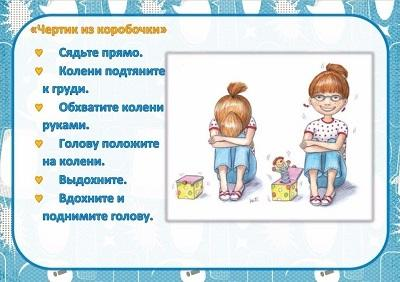 «Чертик из коробочки»
Сядьте прямо.
Колени подтяните
к груди.
Обхватите колени
руками.
Голову положите
на колени.
Выдохните.
Вдохните и
поднимите голову.